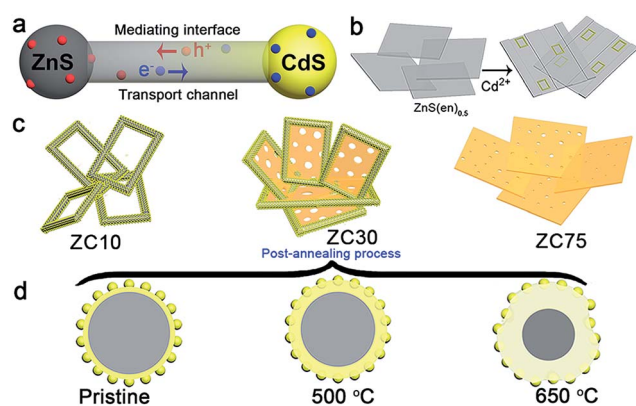 a
Mediating interface
ZnS
h⁺
e⁻
CdS
Transport channel
b
ZnS(en)₀.₅
Cd²⁺
c
ZC10
ZC30
ZC75
Post-annealing process
d
Pristine
500 °C
650 °C